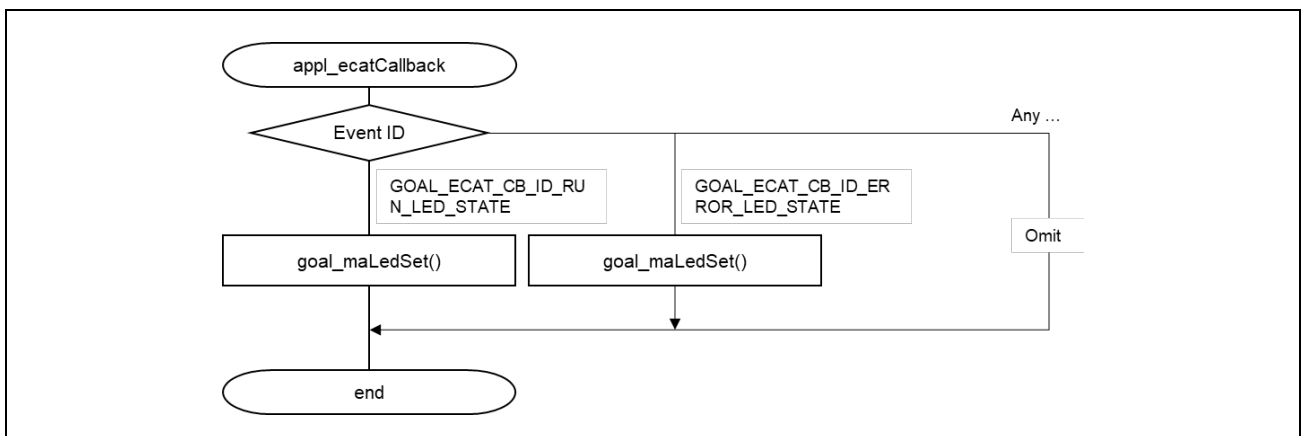 appl_ecatCallback
Any …
Event ID
GOAL_ECAT_CB_ID_RU
N_LED_STATE
GOAL_ECAT_CB_ID_ER
ROR_LED_STATE
Omit
goal_maLedSet()
goal_maLedSet()
end